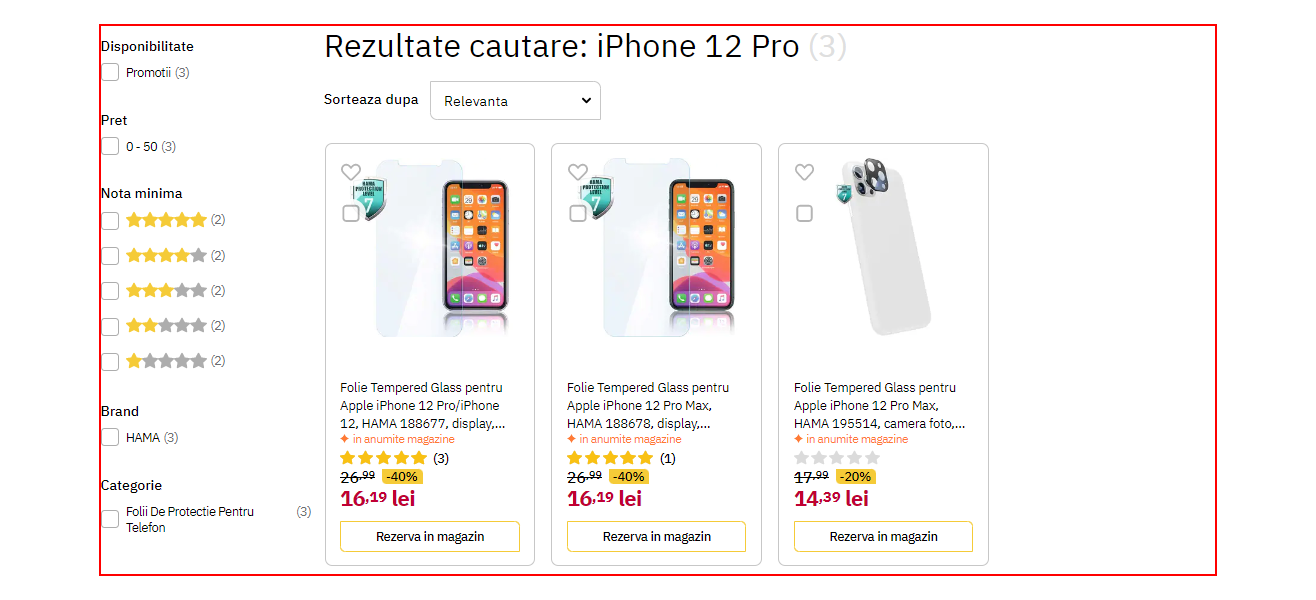 Disponibilitate
Promotii (3)
Pret
0 - 50 (3)
Nota minima
(2)
(2)
(2)
(2)
(2)
Brand
HAMA (3)
Categorie
Folii De Protectie Pentru Telefon (3)
Rezultate cautare: iPhone 12 Pro (3)
Sorteaza dupa Relevanta
HAMA
PROTECTION
LEVEL
7
Folie Tempered Glass pentru
Apple iPhone 12 Pro/iPhone
12, HAMA 188677, display,...
in anumite magazine
(3)
26,99 -40%
16,19 lei
Rezerva in magazin
HAMA
PROTECTION
LEVEL
7
Folie Tempered Glass pentru
Apple iPhone 12 Pro Max,
HAMA 188678, display,...
in anumite magazine
(1)
26,99 -40%
16,19 lei
Rezerva in magazin
7
Folie Tempered Glass pentru
Apple iPhone 12 Pro Max,
HAMA 195514, camera foto,...
in anumite magazine
17,99 -20%
14,39 lei
Rezerva in magazin